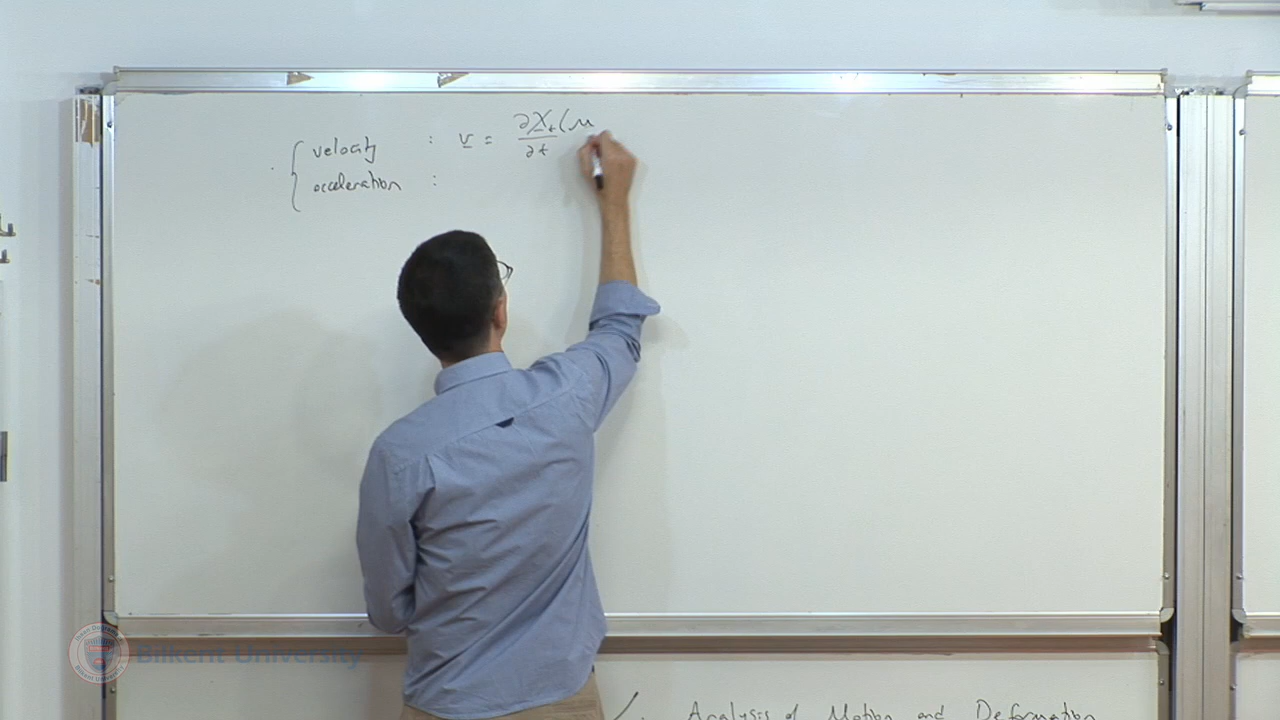 velocity : v = ∂χₜ(M
∂t
acceleration :
Bilkent University
Analysis of Motion and Deformation